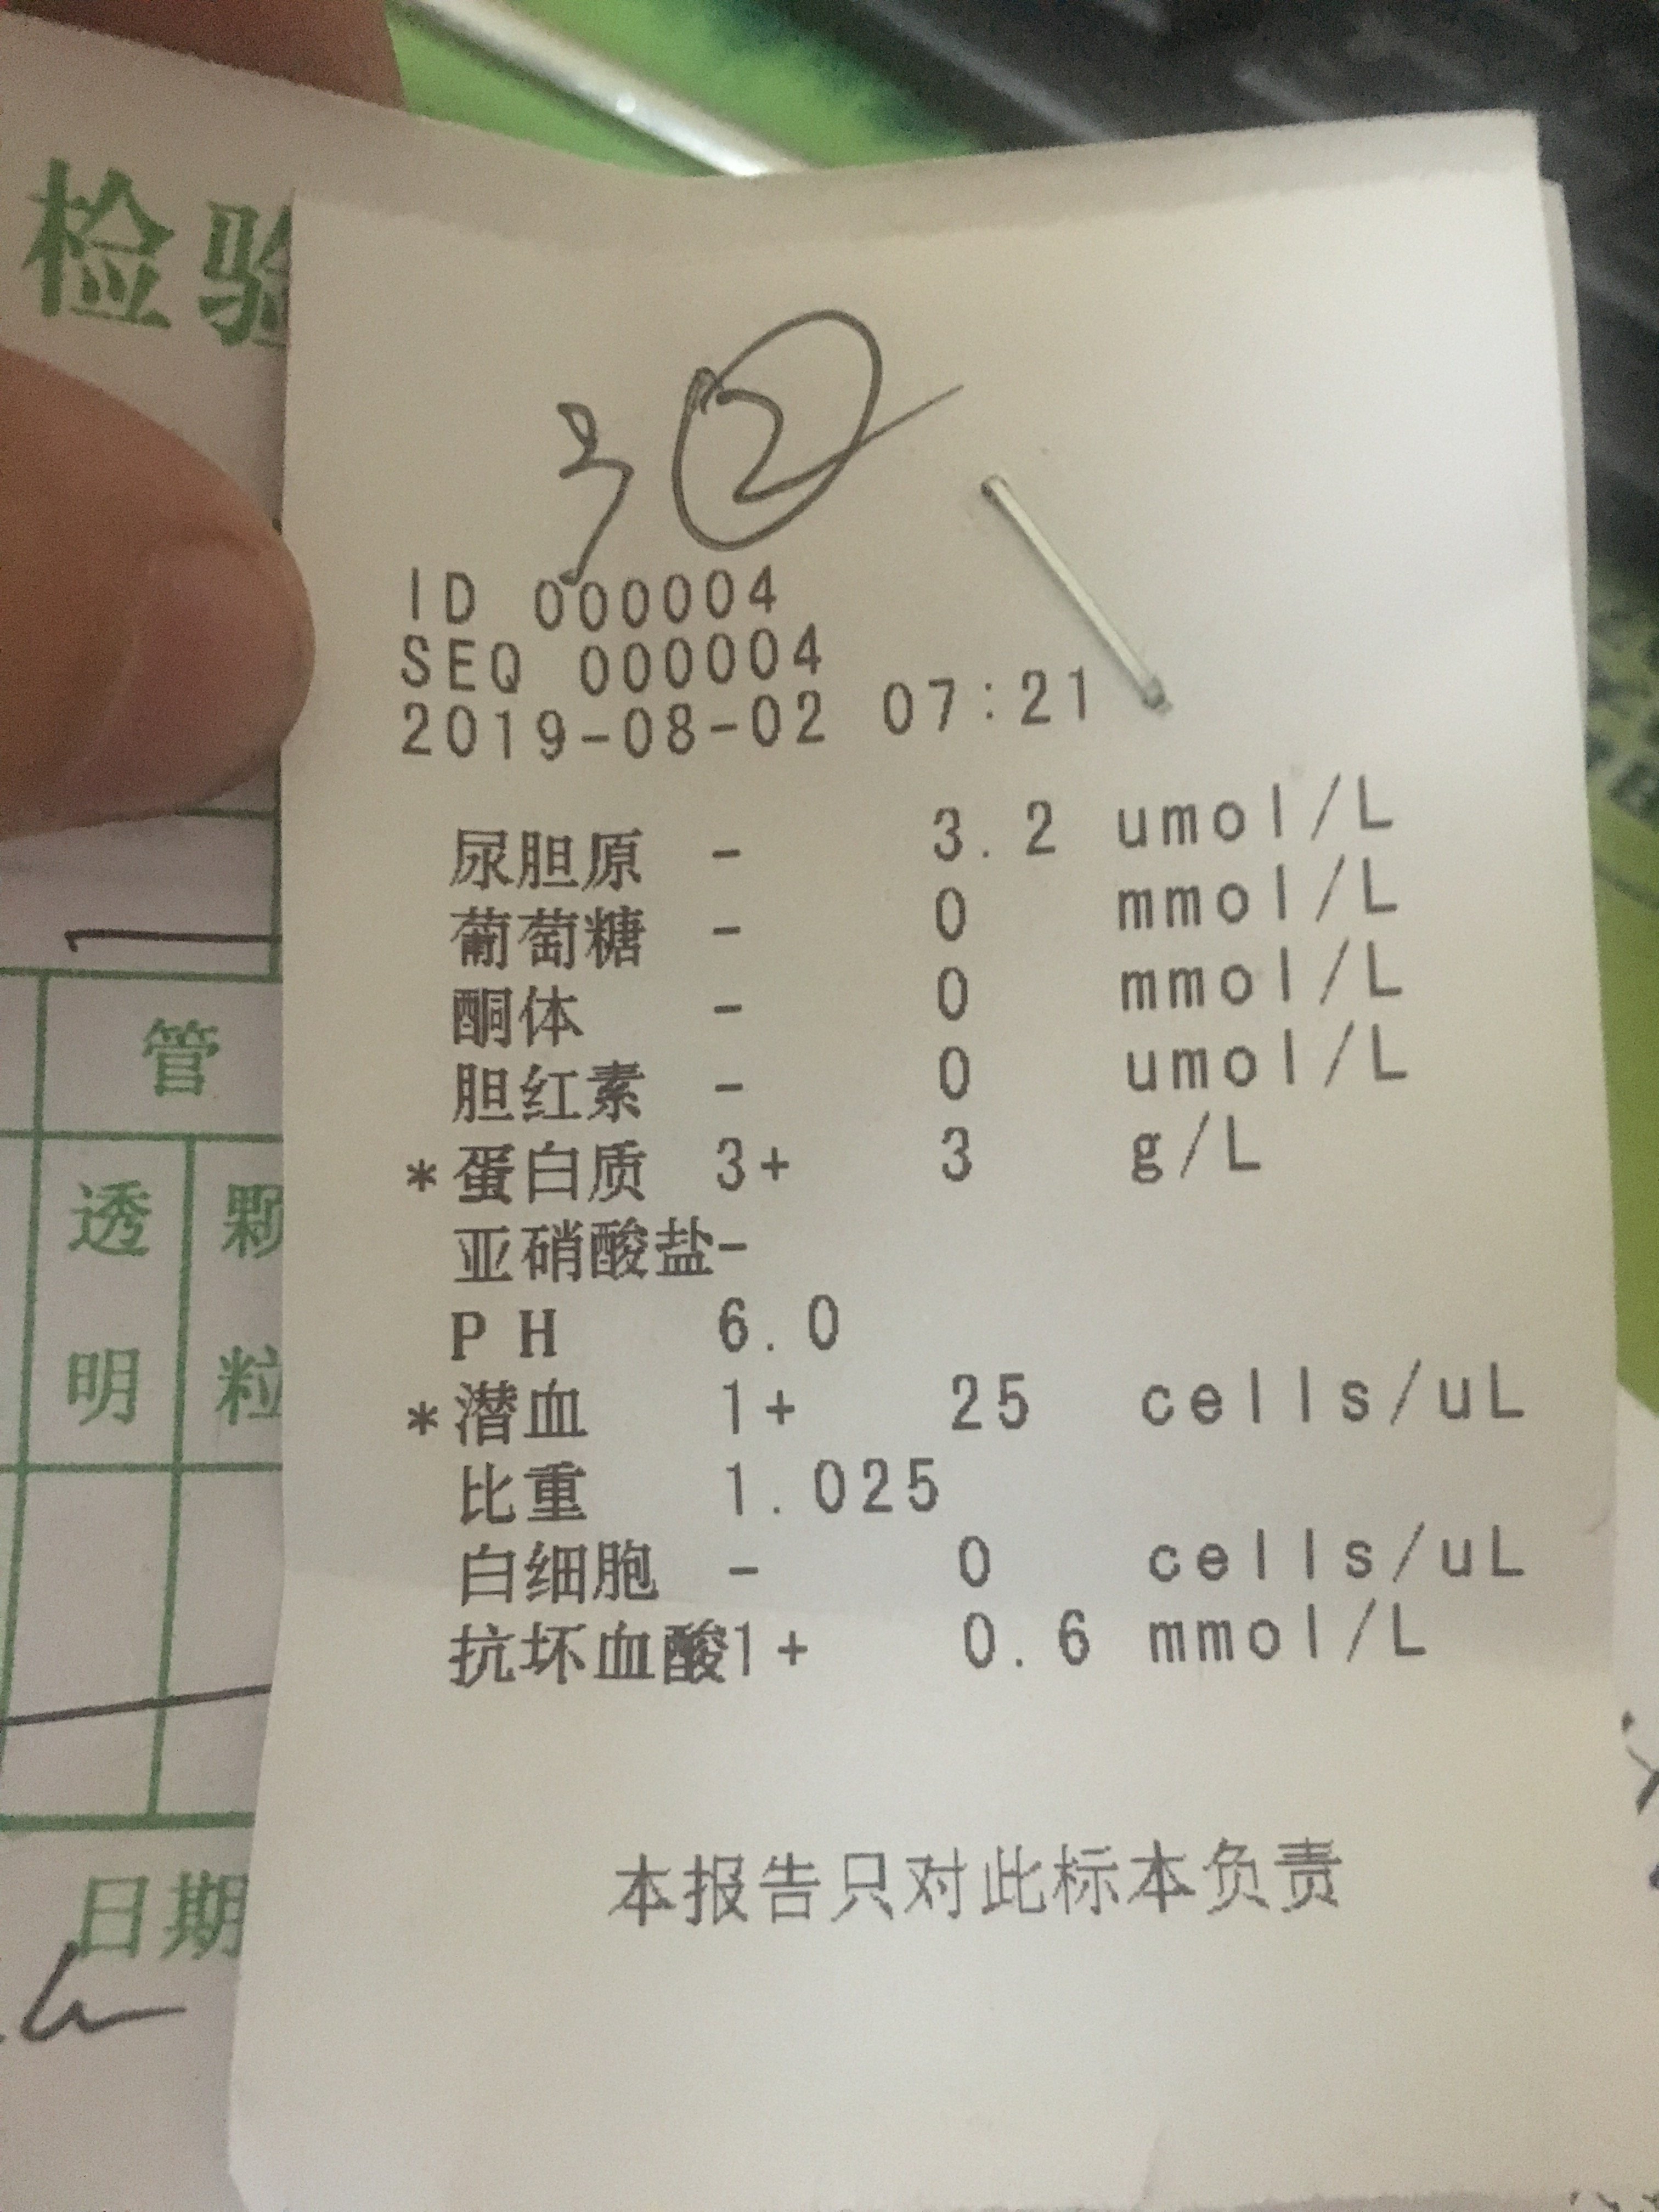 检验
3 ②
ID 000004
SEQ 000004
2019-08-02 07:21
尿胆原 - 3.2 umol/L
葡萄糖 - 0 mmol/L
酮体 - 0 mmol/L
胆红素 - 0 umol/L
*蛋白质 3+ 3 g/L
亚硝酸盐-
PH 6.0
*潜血 1+ 25 cells/uL
比重 1.025
白细胞 - 0 cells/uL
抗坏血酸1+ 0.6 mmol/L
本报告只对此标本负责
管
透明
颗粒
日期